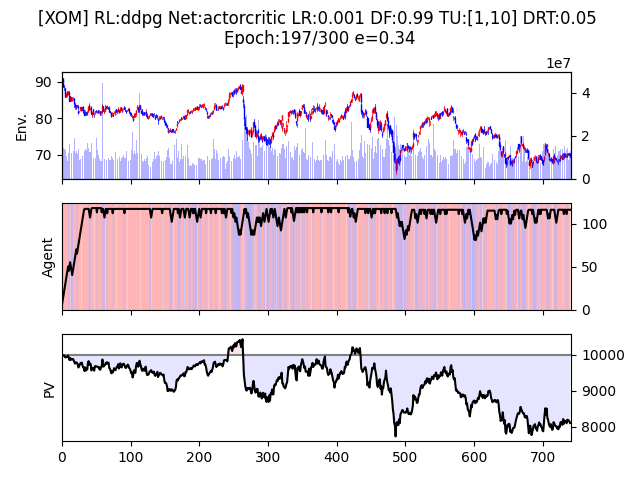 [XOM] RL:ddpg Net:actorcritic LR:0.001 DF:0.99 TU:[1,10] DRT:0.05
Epoch:197/300 e=0.34
1e7
90
80
70
Env.
4
2
0
Agent
100
50
0
PV
10000
9000
8000
0 100 200 300 400 500 600 700